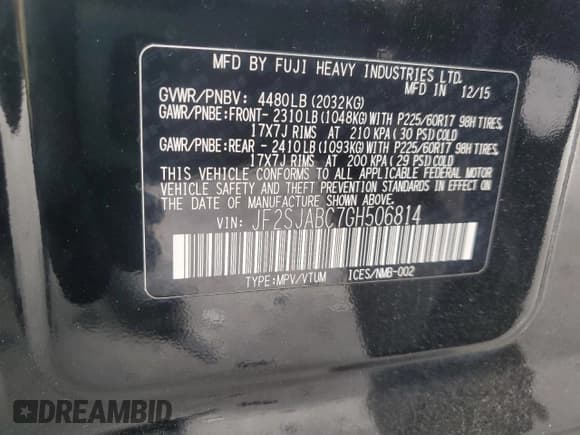 MFD BY FUJI HEAVY INDUSTRIES LTD.
MFD IN 12/15
GVWR/PNBV: 4480LB (2032KG)
GAWR/PNBE:FRONT- 2310LB (1048KG) WITH P225/60R17 98H TIRES,
17X7J RIMS AT 210 KPA (30 PSI) COLD
GAWR/PNBE:REAR - 2410LB (1093KG) WITH P225/60R17 98H TIRES,
17X7J RIMS AT 200 KPA (29 PSI) COLD
THIS VEHICLE CONFORMS TO ALL APPLICABLE FEDERAL MOTOR
VEHICLE SAFETY AND BUMPER STANDARDS IN EFFECT ON
THE DATE OF MANUFACTURE SHOWN ABOVE.
VIN: JF2SJABC7GH506814
TYPE:MPV/VTUM ICES/NMB-002
DREAMBID